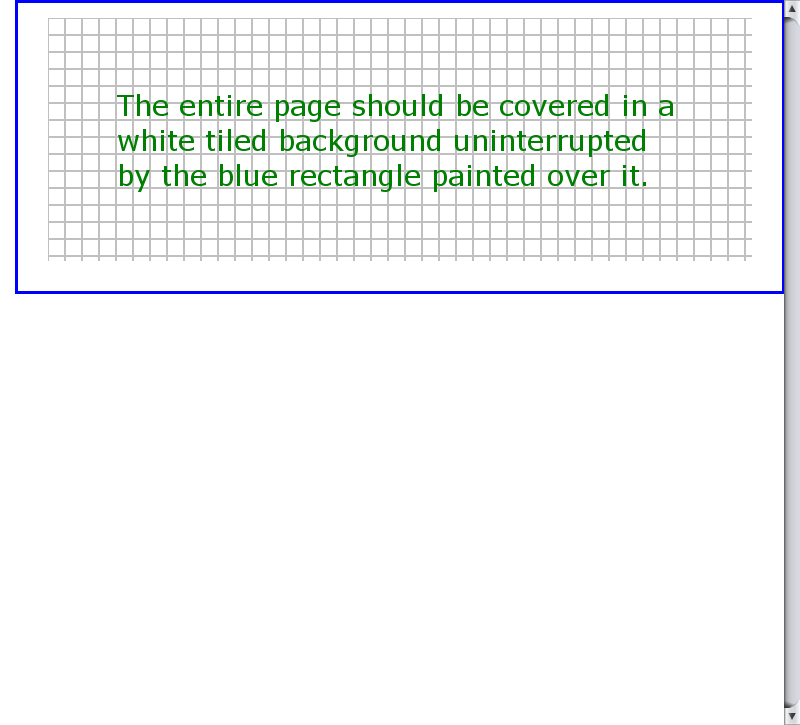 The entire page should be covered in a
white tiled background uninterrupted
by the blue rectangle painted over it.